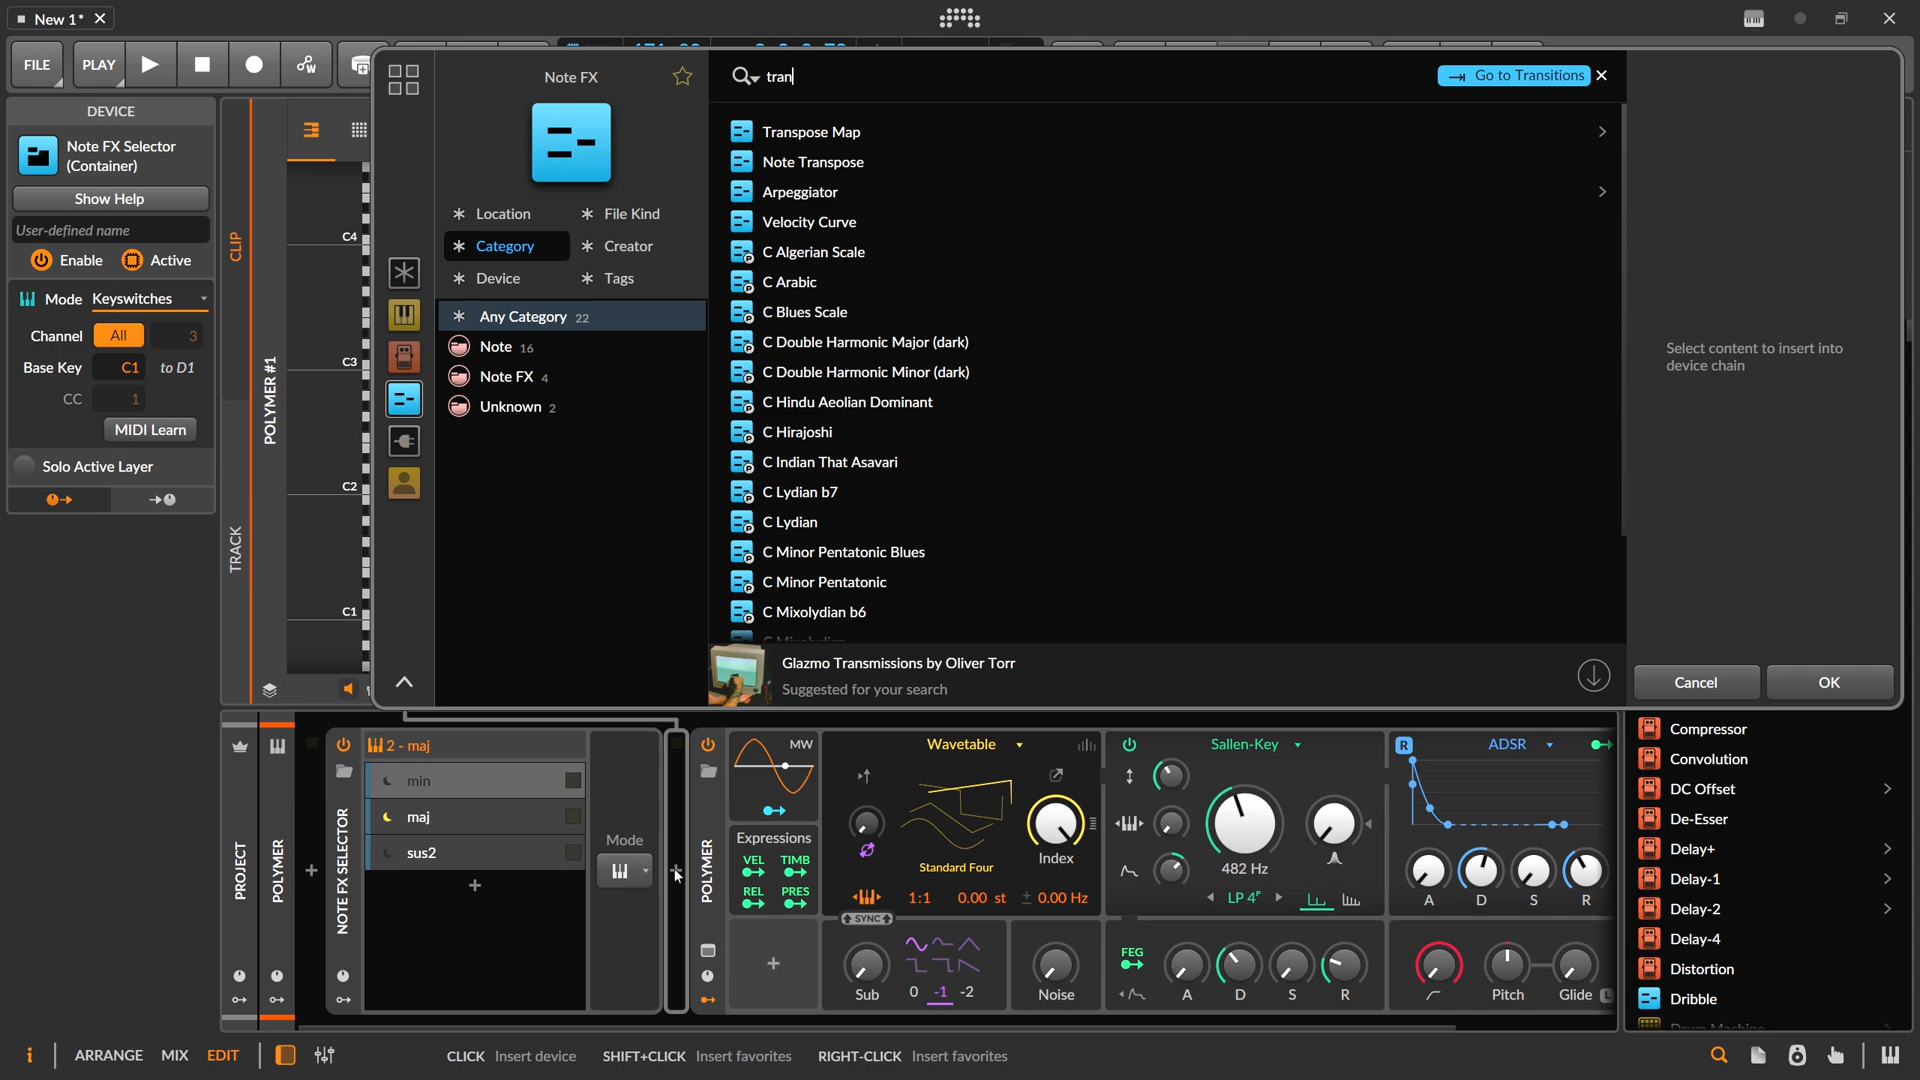 New 1*
FILE
PLAY
DEVICE
Note FX Selector
(Container)
Show Help
User-defined name
Enable
Active
Mode Keyswitches
Channel All 3
Base Key C1 to D1
CC 1
MIDI Learn
Solo Active Layer
CLIP
TRACK
POLYMER #1
C4
C3
C2
C1
Note FX
Location
File Kind
Category
Creator
Device
Tags
Any Category 22
Note 16
Note FX 4
Unknown 2
tran
Go to Transitions
Transpose Map
Note Transpose
Arpeggiator
Velocity Curve
C Algerian Scale
C Arabic
C Blues Scale
C Double Harmonic Major (dark)
C Double Harmonic Minor (dark)
C Hindu Aeolian Dominant
C Hirajoshi
C Indian That Asavari
C Lydian b7
C Lydian
C Minor Pentatonic Blues
C Minor Pentatonic
C Mixolydian b6
C Mixolydian
Glazmo Transmissions by Oliver Torr
Suggested for your search
Select content to insert into
device chain
Cancel
OK
PROJECT
POLYMER
NOTE FX SELECTOR
2 - maj
min
maj
sus2
Mode
POLYMER
MW
Expressions
VEL TIMB
REL PRES
Wavetable
Standard Four
Index
1:1 0.00 st ± 0.00 Hz
SYNC
Sub
0 -1 -2
Noise
Sallen-Key
482 Hz
LP 4
FEG
A D S R
R
ADSR
A D S R
Pitch
Glide L
Compressor
Convolution
DC Offset
De-Esser
Delay+
Delay-1
Delay-2
Delay-4
Distortion
Dribble
Drum Machine
i
ARRANGE MIX EDIT
CLICK Insert device SHIFT+CLICK Insert favorites RIGHT-CLICK Insert favorites